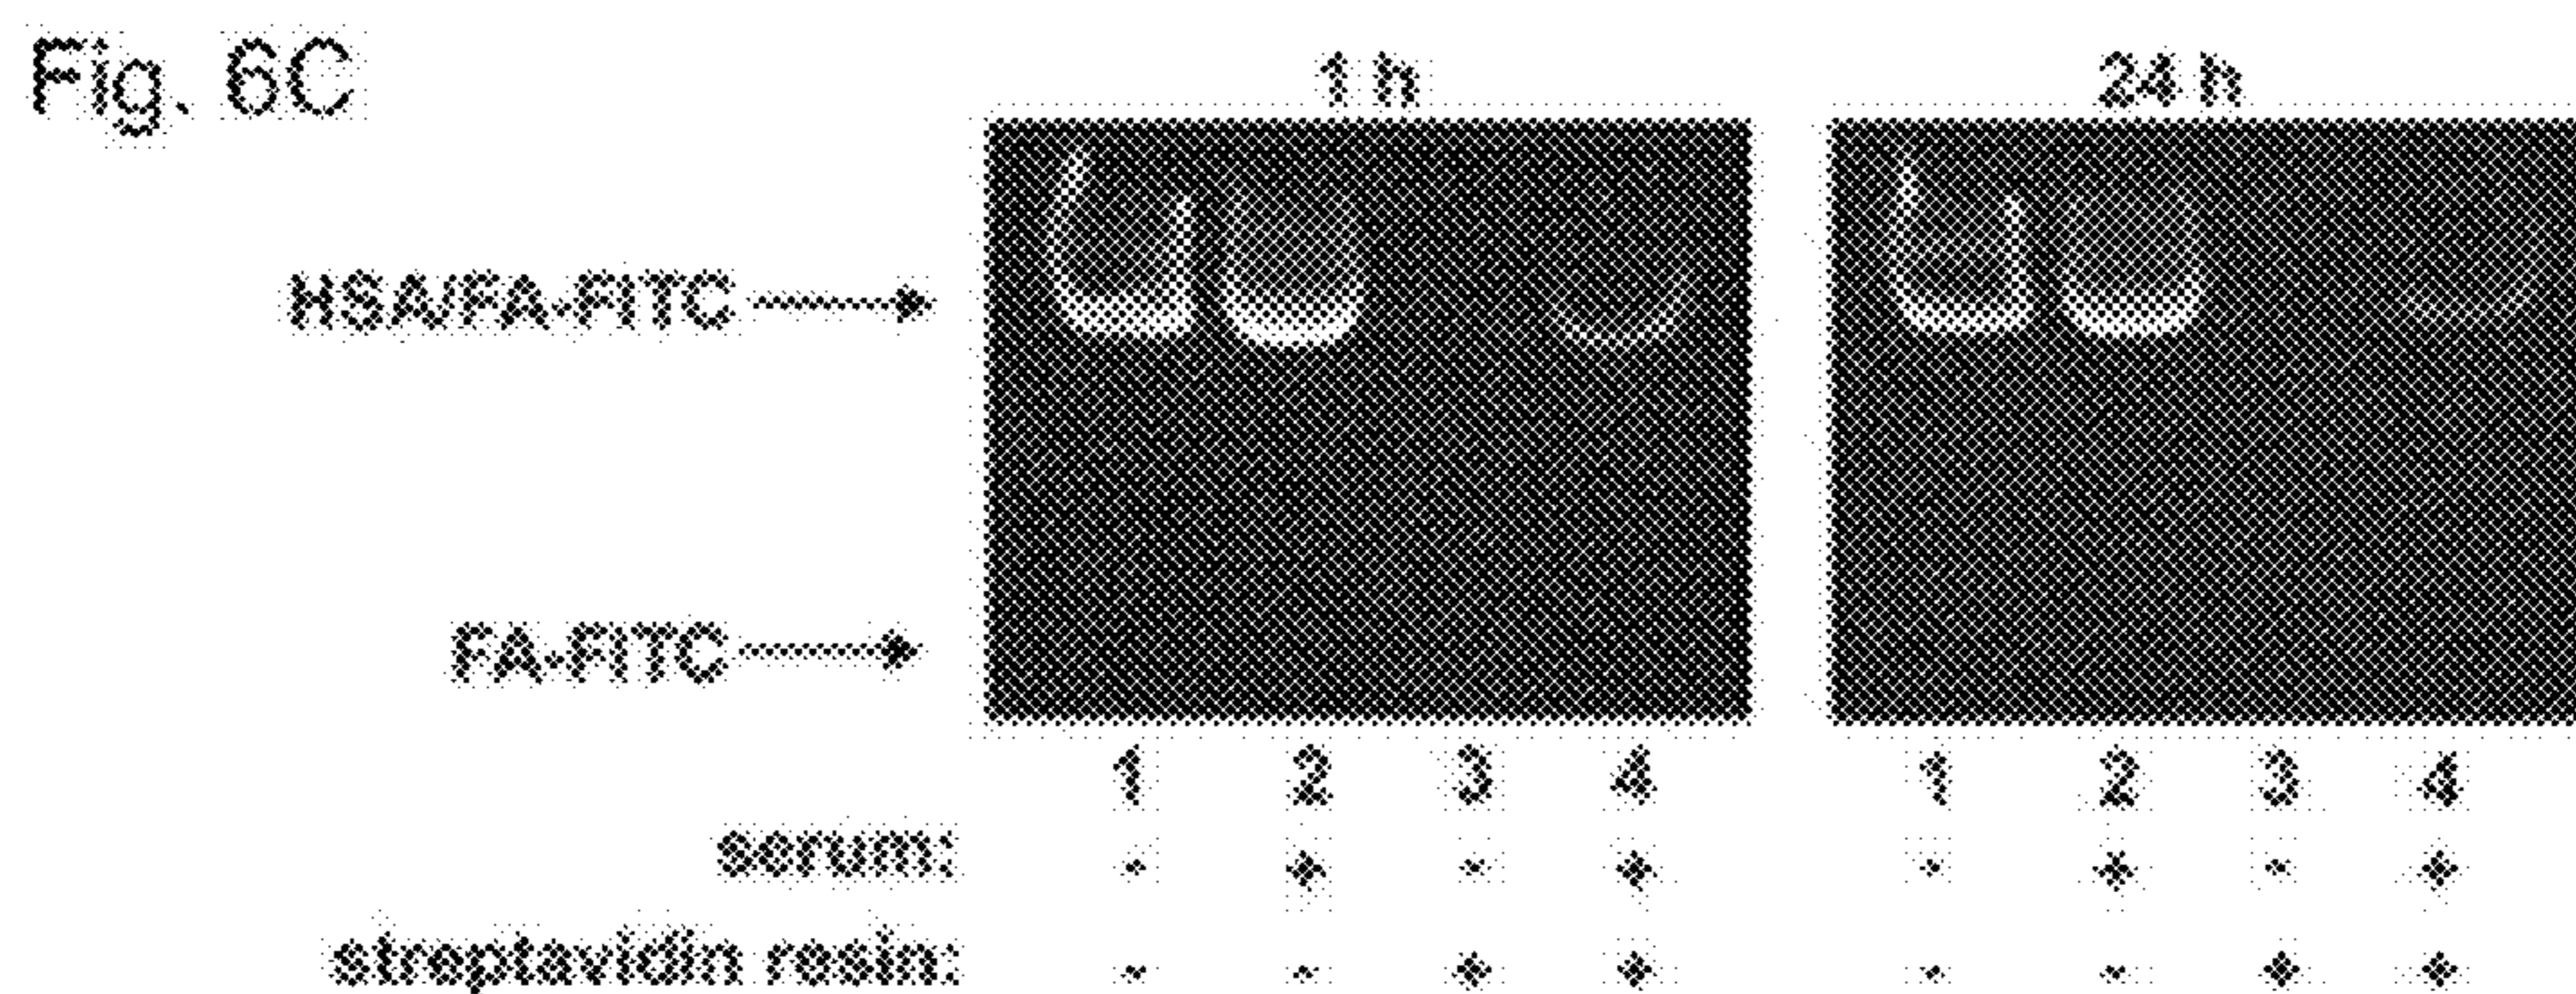 Fig. 6C
1 h 24 h
HSA/FA-FITC
FA-FITC
1 2 3 4 1 2 3 4
serum: - + - + - + - +
streptavidin resin: - - + + - - + +